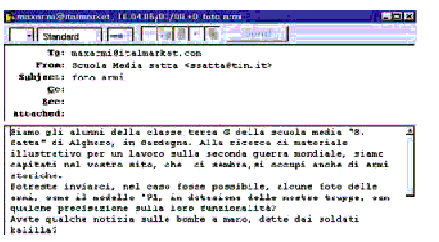 maxarmi@italmarket, 16.04 +0 foto armi
Standard
To: maxarmi@italmarket.com
From: Scuola Media satta <ssatta@tin.it>
Subject: foto armi
Cc:
Bcc:
Attached:
Siamo gli alunni della classe terza G della scuola media "S.
Satta" di Alghero, in Sardegna. Alla ricerca di materiale
illustrativo per un lavoro sulla seconda guerra mondiale, siamo
capitati nel vostro sito, che ci sembra, si occupi anche di armi
storiche.
Potreste inviarci, nel caso fosse possibile, alcune foto delle
armi, come il modello "91, in dotazione delle nostre truppe, con
qualche precisazione sulla loro funzionalità?
Avete qualche notizia sulle bombe a mano, dette dai soldati
balilla?